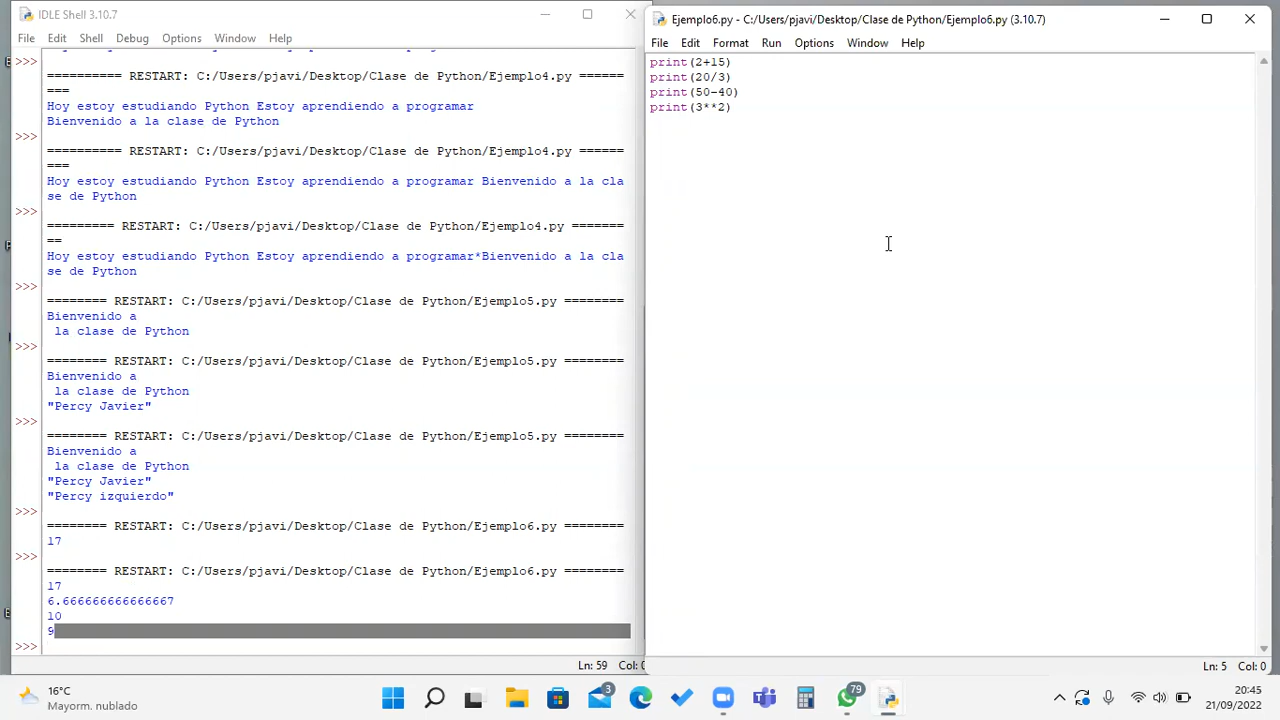 IDLE Shell 3.10.7
File Edit Shell Debug Options Window Help
>>>
========== RESTART: C:/Users/pjavi/Desktop/Clase de Python/Ejemplo4.py ======
===
Hoy estoy estudiando Python Estoy aprendiendo a programar
Bienvenido a la clase de Python
>>>
========== RESTART: C:/Users/pjavi/Desktop/Clase de Python/Ejemplo4.py ======
===
Hoy estoy estudiando Python Estoy aprendiendo a programar Bienvenido a la cla
se de Python
>>>
========= RESTART: C:/Users/pjavi/Desktop/Clase de Python/Ejemplo4.py =======
==
Hoy estoy estudiando Python Estoy aprendiendo a programar*Bienvenido a la cla
se de Python
>>>
======== RESTART: C:/Users/pjavi/Desktop/Clase de Python/Ejemplo5.py ========
Bienvenido a
 la clase de Python
>>>
======== RESTART: C:/Users/pjavi/Desktop/Clase de Python/Ejemplo5.py ========
Bienvenido a
 la clase de Python
"Percy Javier"
>>>
======== RESTART: C:/Users/pjavi/Desktop/Clase de Python/Ejemplo5.py ========
Bienvenido a
 la clase de Python
"Percy Javier"
"Percy izquierdo"
>>>
======== RESTART: C:/Users/pjavi/Desktop/Clase de Python/Ejemplo6.py ========
17
>>>
======== RESTART: C:/Users/pjavi/Desktop/Clase de Python/Ejemplo6.py ========
17
6.666666666666667
10
9
>>>
Ln: 59 Col: 0
Ejemplo6.py - C:/Users/pjavi/Desktop/Clase de Python/Ejemplo6.py (3.10.7)
File Edit Format Run Options Window Help
print(2+15)
print(20/3)
print(50-40)
print(3**2)
Ln: 5 Col: 0
16°C
Mayorm. nublado
3
79
20:45
21/09/2022